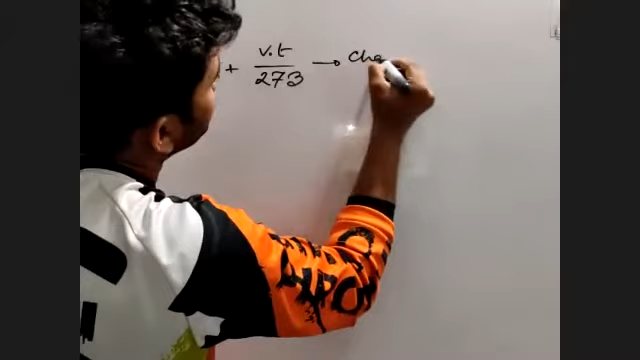 + v.t/273 → Cha